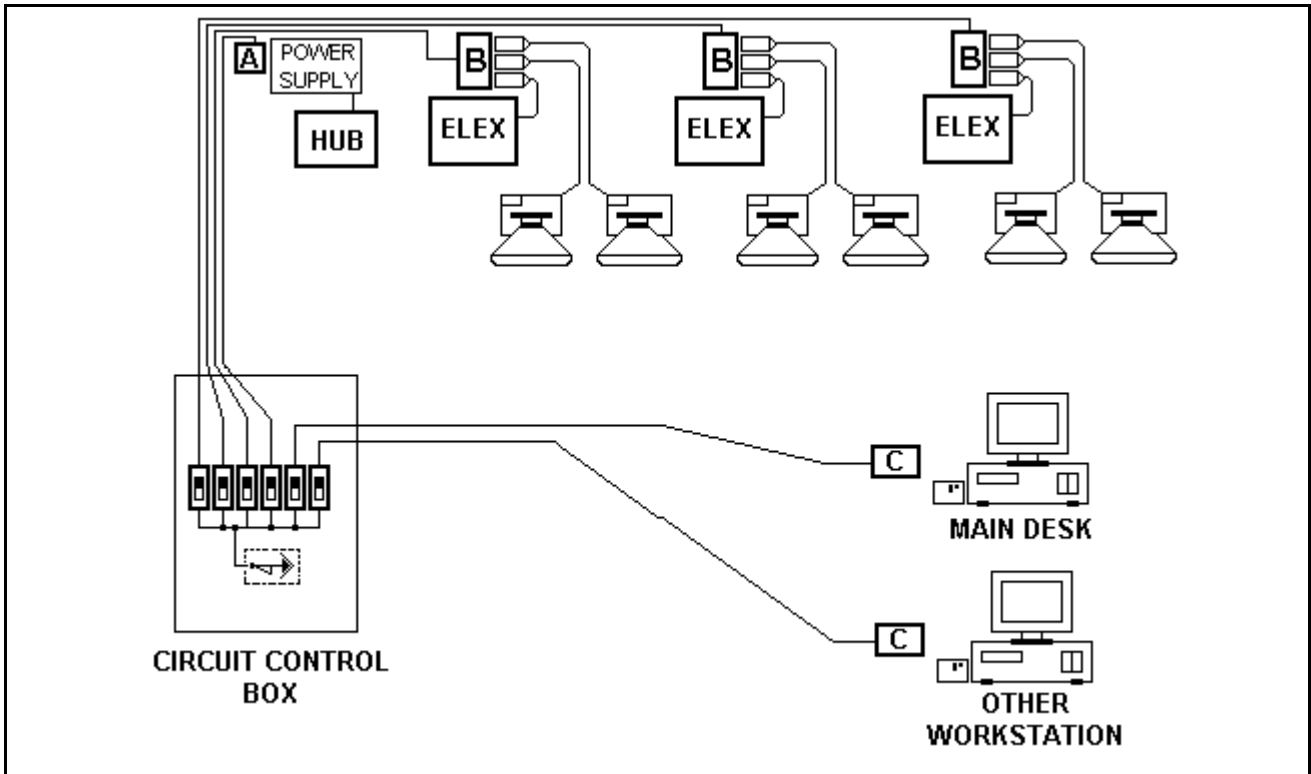 A
POWER
SUPPLY
HUB
B
ELEX
B
ELEX
B
ELEX
C
MAIN DESK
C
OTHER
WORKSTATION
CIRCUIT CONTROL
BOX